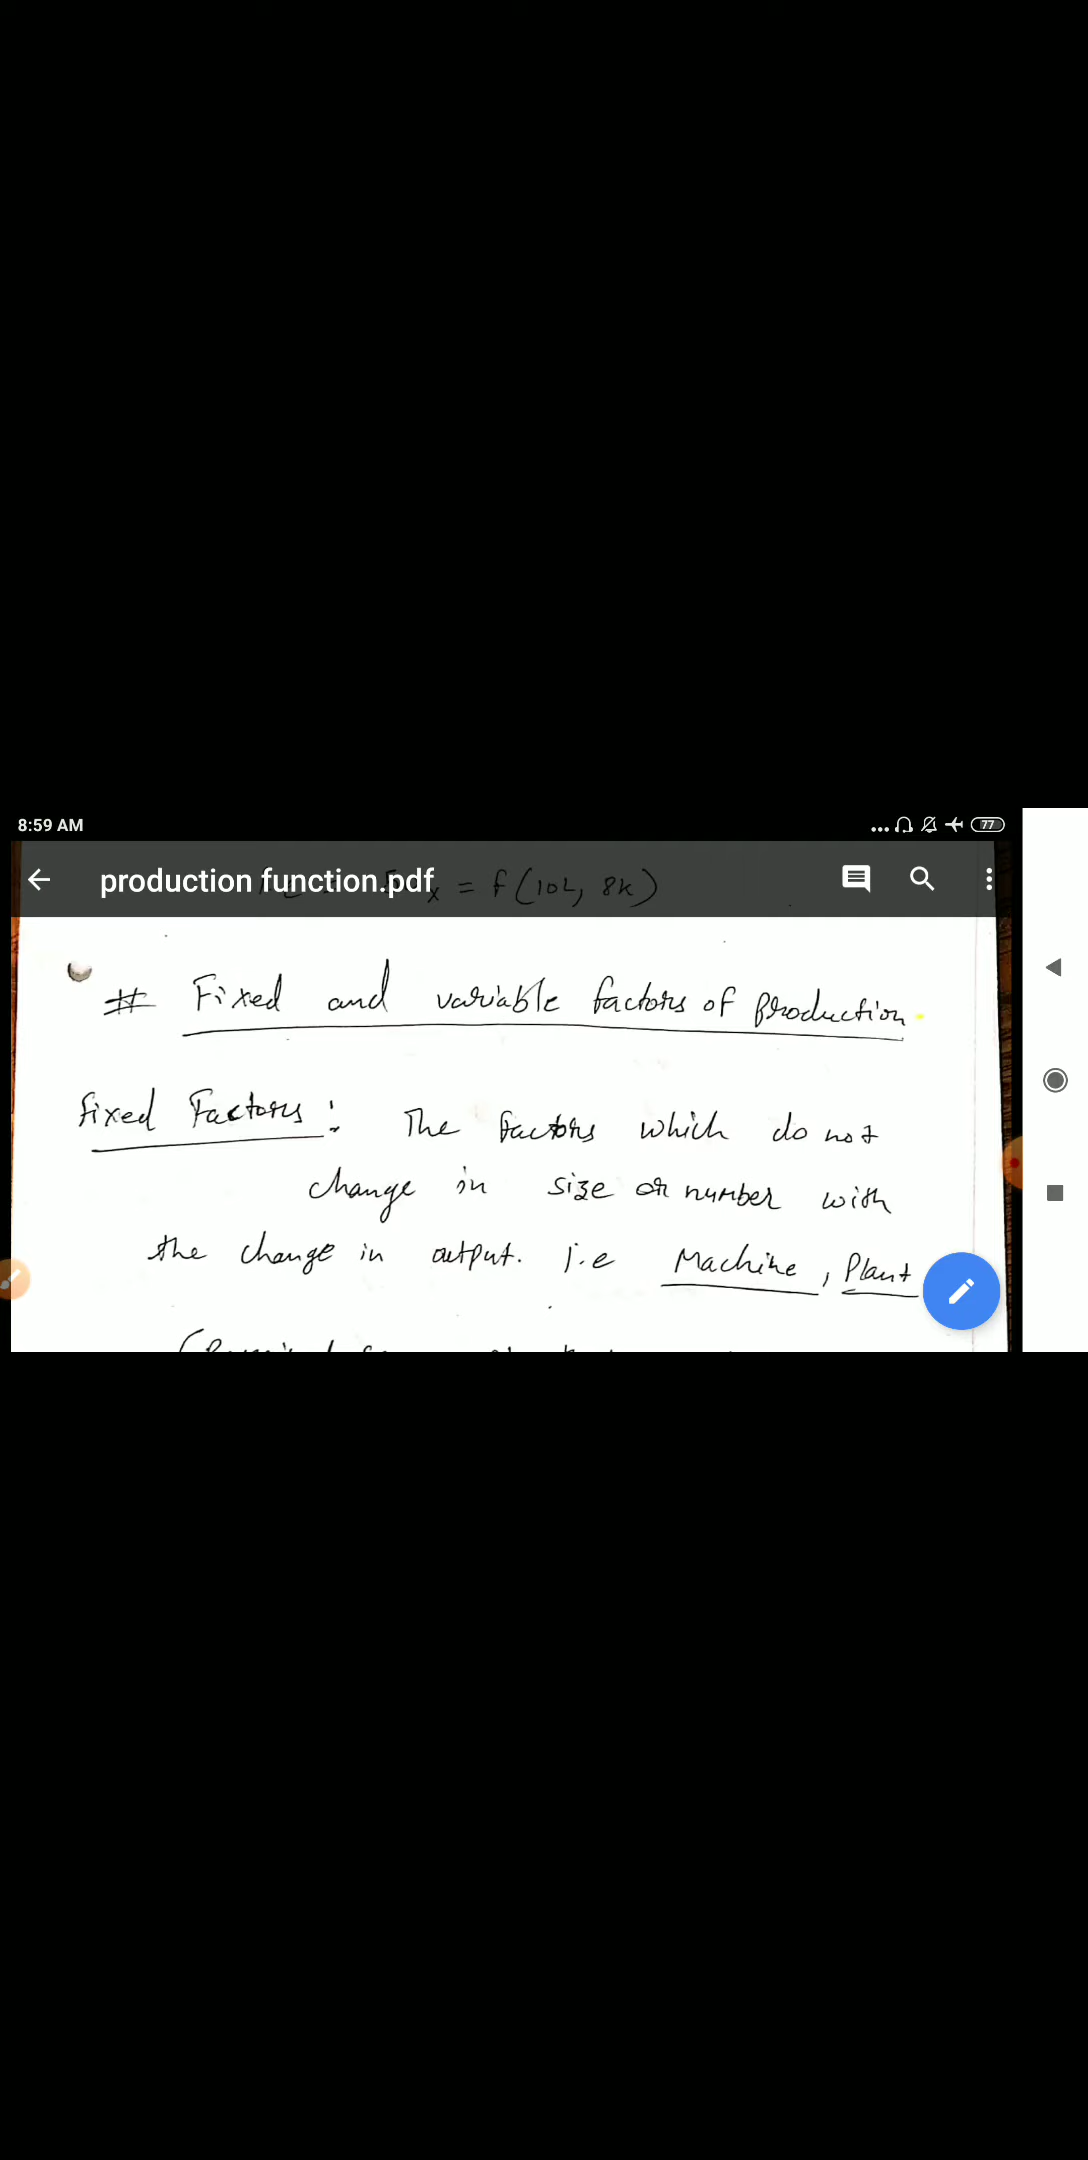 8:59 AM
77
production function.pdf
x = f(10L, 8K)
# Fixed and variable factors of production.
Fixed Factors: The factors which do not
change in size or number with
the change in output. i.e Machine, Plant